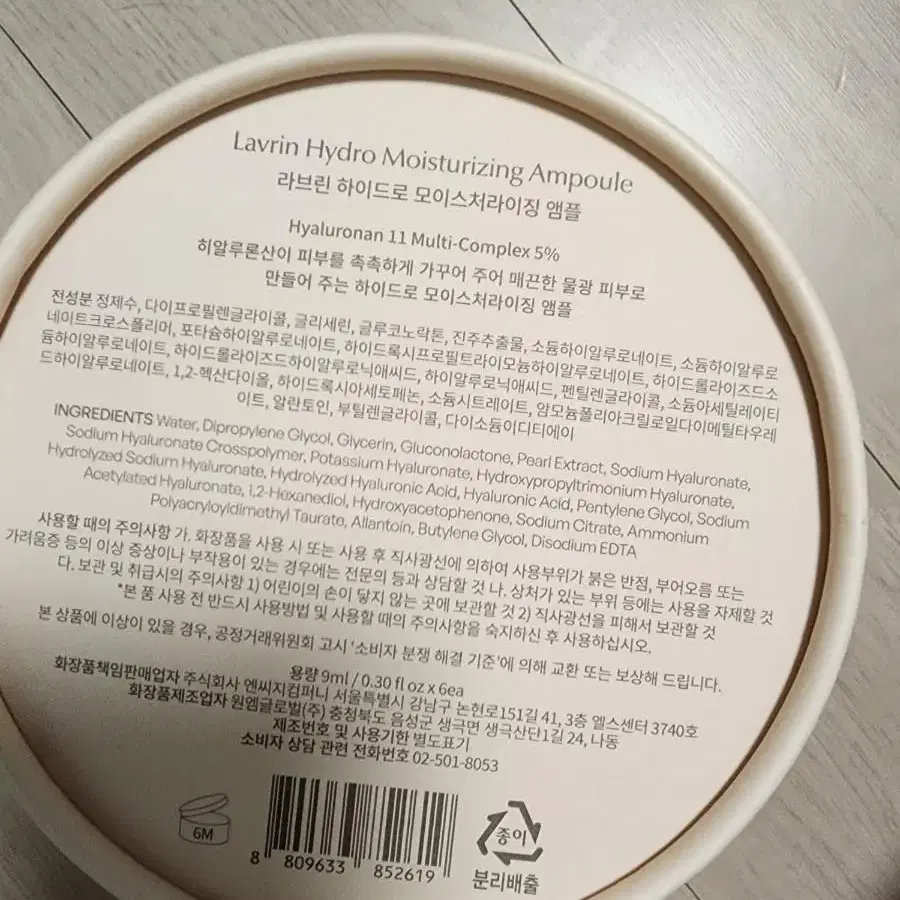 Lavrin Hydro Moisturizing Ampoule
라브린 하이드로 모이스처라이징 앰플
Hyaluronan 11 Multi-Complex 5%
히알루론산이 피부를 촉촉하게 가꾸어 주어 매끈한 물광 피부로
만들어 주는 하이드로 모이스처라이징 앰플
전성분 정제수, 다이프로필렌글라이콜, 글리세린, 글루코노락톤, 진주추출물, 소듐하이알루로네이트, 소듐하이알루로
네이트크로스폴리머, 포타슘하이알루로네이트, 하이드록시프로필트라이모늄하이알루로네이트, 하이드롤라이즈드소
듐하이알루로네이트, 하이드롤라이즈드하이알루로닉애씨드, 하이알루로닉애씨드, 펜틸렌글라이콜, 소듐아세틸레이티
드하이알루로네이트, 1,2-헥산다이올, 하이드록시아세토페논, 소듐시트레이트, 암모늄폴리아크릴로일다이메틸타우레
이트, 알란토인, 부틸렌글라이콜, 다이소듐이디티에이
INGREDIENTS Water, Dipropylene Glycol, Glycerin, Gluconolactone, Pearl Extract, Sodium Hyaluronate,
Sodium Hyaluronate Crosspolymer, Potassium Hyaluronate, Hydroxypropyltrimonium Hyaluronate,
Hydrolyzed Sodium Hyaluronate, Hydrolyzed Hyaluronic Acid, Hyaluronic Acid, Pentylene Glycol, Sodium
Acetylated Hyaluronate, 1,2-Hexanediol, Hydroxyacetophenone, Sodium Citrate, Ammonium
Polyacryloyldimethyl Taurate, Allantoin, Butylene Glycol, Disodium EDTA
사용할 때의 주의사항 가. 화장품을 사용 시 또는 사용 후 직사광선에 의하여 사용부위가 붉은 반점, 부어오름 또는
가려움증 등의 이상 증상이나 부작용이 있는 경우에는 전문의 등과 상담할 것 나. 상처가 있는 부위 등에는 사용을 자제할 것
다. 보관 및 취급시의 주의사항 1) 어린이의 손이 닿지 않는 곳에 보관할 것 2) 직사광선을 피해서 보관할 것
*본 품 사용 전 반드시 사용방법 및 사용할 때의 주의사항을 숙지하신 후 사용하십시오.
본 상품에 이상이 있을 경우, 공정거래위원회 고시 '소비자 분쟁 해결 기준'에 의해 교환 또는 보상해 드립니다.
용량 9ml / 0.30 fl oz x 6ea
화장품책임판매업자 주식회사 엔씨지컴퍼니 서울특별시 강남구 논현로151길 41, 3층 엘스센터 3740호
화장품제조업자 원엠글로벌(주) 충청북도 음성군 생극면 생극산단1길 24, 나동
제조번호 및 사용기한 별도표기
소비자 상담 관련 전화번호 02-501-8053
6M
8 809633 852619
종이
분리배출